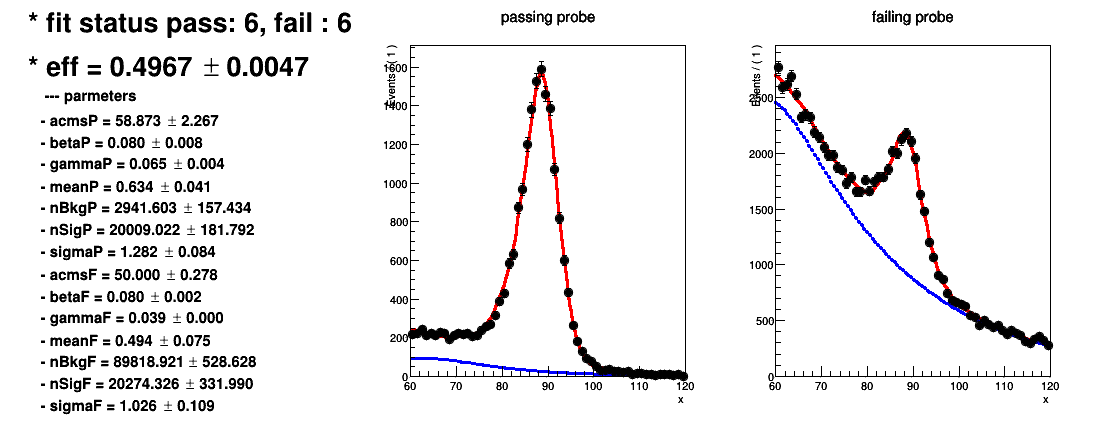 * fit status pass: 6, fail : 6
* eff = 0.4967 ± 0.0047
--- parmeters
- acmsP = 58.873 ± 2.267
- betaP = 0.080 ± 0.008
- gammaP = 0.065 ± 0.004
- meanP = 0.634 ± 0.041
- nBkgP = 2941.603 ± 157.434
- nSigP = 20009.022 ± 181.792
- sigmaP = 1.282 ± 0.084
- acmsF = 50.000 ± 0.278
- betaF = 0.080 ± 0.002
- gammaF = 0.039 ± 0.000
- meanF = 0.494 ± 0.075
- nBkgF = 89818.921 ± 528.628
- nSigF = 20274.326 ± 331.990
- sigmaF = 1.026 ± 0.109
passing probe
Events / ( 1 )
1600
1400
1200
1000
800
600
400
200
0
60 70 80 90 100 110 120
x
failing probe
Events / ( 1 )
2500
2000
1500
1000
500
0
60 70 80 90 100 110 120
x